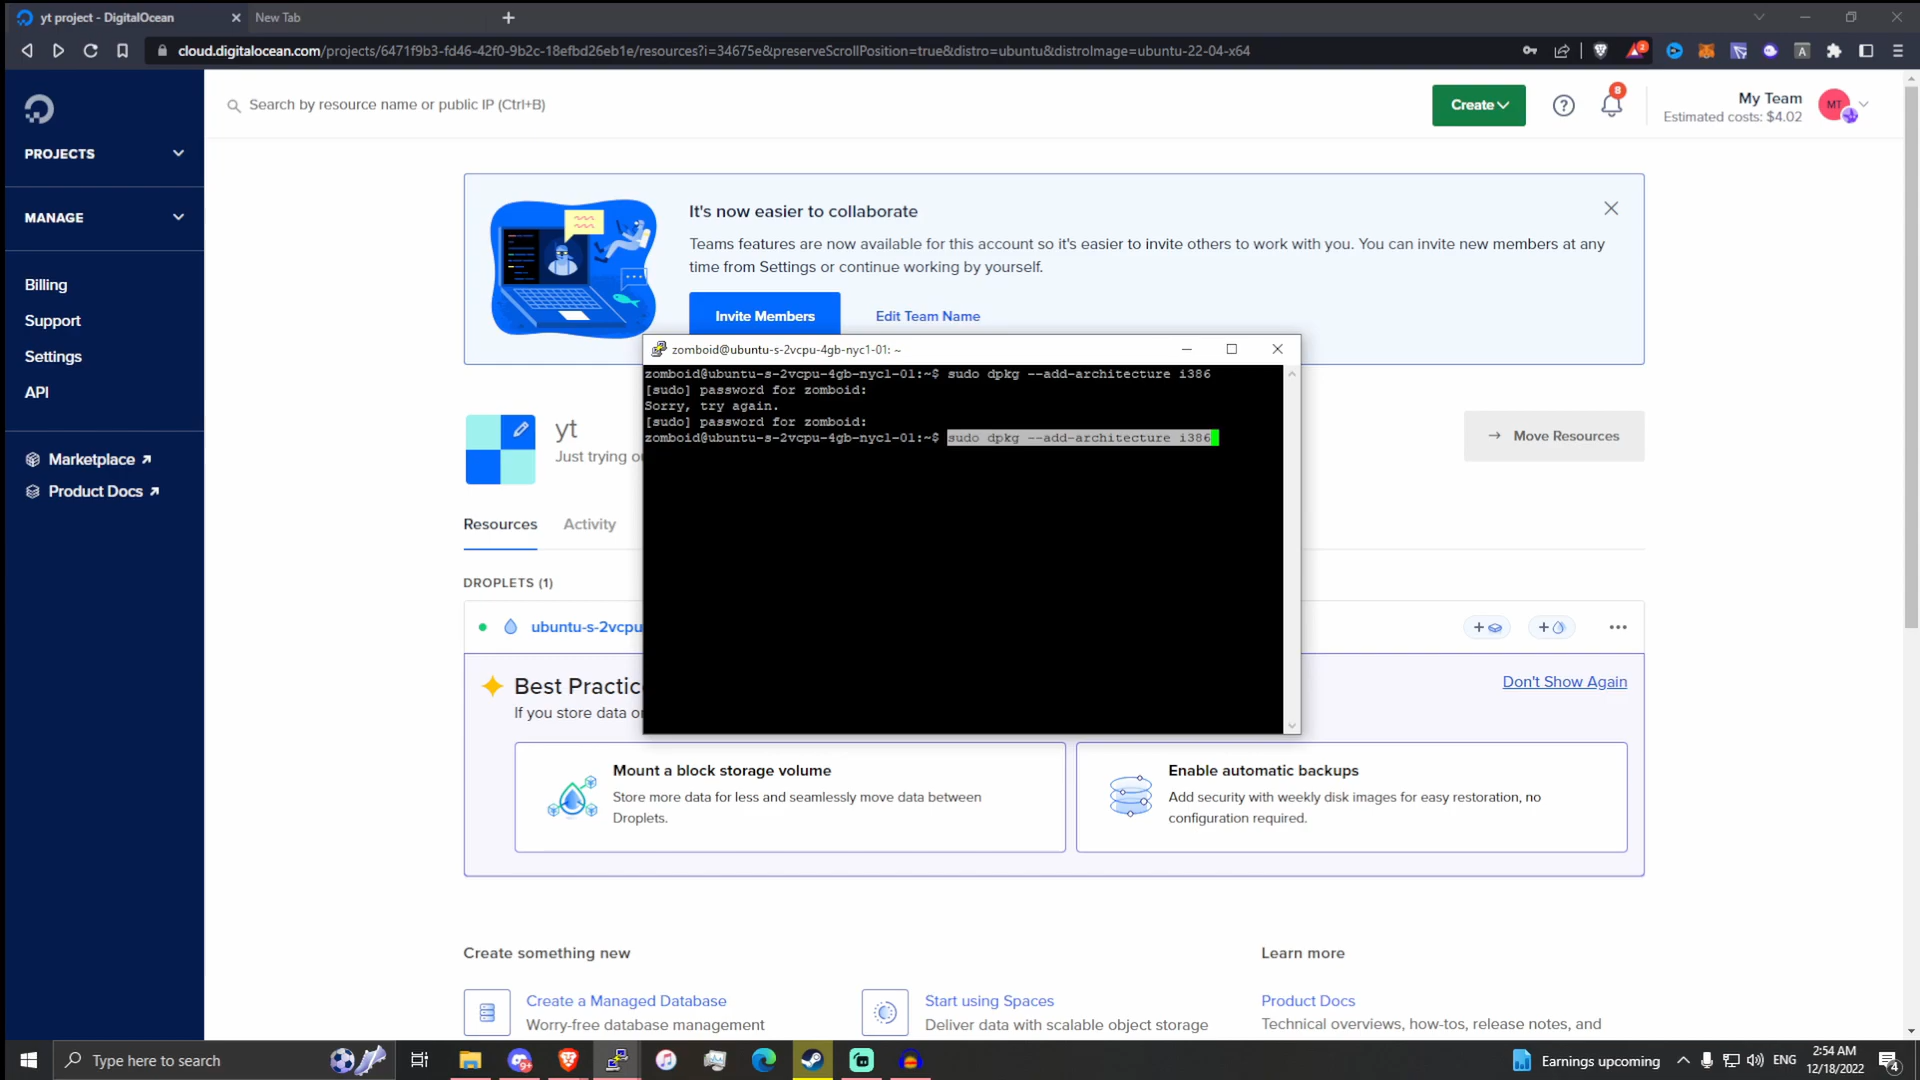 yt project - DigitalOcean
New Tab
cloud.digitalocean.com/projects/6471f9b3-fd46-42f0-9b2c-18efbd26eb1e/resources?i=34675e&preserveScrollPosition=true&distro=ubuntu&distroImage=ubuntu-22-04-x64
PROJECTS
MANAGE
Billing
Support
Settings
API
Marketplace
Product Docs
Search by resource name or public IP (Ctrl+B)
Create
8
My Team
Estimated costs: $4.02
MT
It's now easier to collaborate
Teams features are now available for this account so it's easier to invite others to work with you. You can invite new members at any
time from Settings or continue working by yourself.
Invite Members
Edit Team Name
zomboid@ubuntu-s-2vcpu-4gb-nyc1-01: ~
zomboid@ubuntu-s-2vcpu-4gb-nyc1-01:~$ sudo dpkg --add-architecture i386
[sudo] password for zomboid:
Sorry, try again.
[sudo] password for zomboid:
zomboid@ubuntu-s-2vcpu-4gb-nyc1-01:~$ sudo dpkg --add-architecture i386
yt
Just trying
Move Resources
Resources
Activity
DROPLETS (1)
ubuntu-s-2vcpu
Best Practic
If you store data
Don't Show Again
Mount a block storage volume
Store more data for less and seamlessly move data between
Droplets.
Enable automatic backups
Add security with weekly disk images for easy restoration, no
configuration required.
Create something new
Learn more
Create a Managed Database
Worry-free database management
Start using Spaces
Deliver data with scalable object storage
Product Docs
Technical overviews, how-tos, release notes, and
Type here to search
Earnings upcoming
ENG
2:54 AM
12/18/2022
4